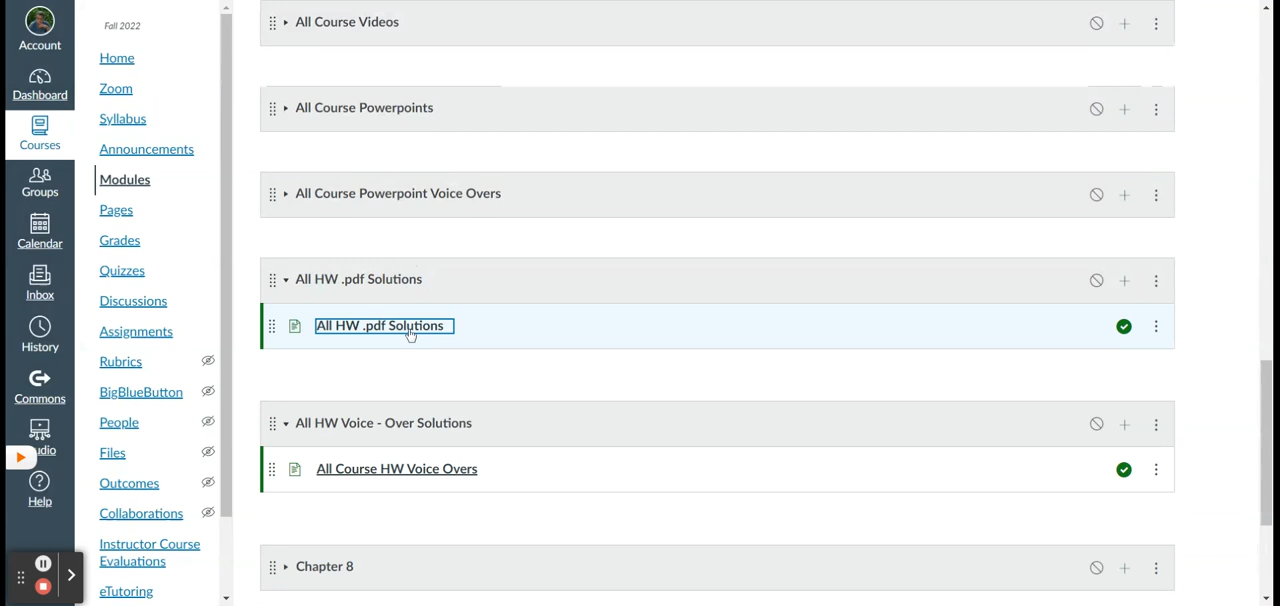 Account
Dashboard
Courses
Groups
Calendar
Inbox
History
Commons
udio
Help
Fall 2022
Home
Zoom
Syllabus
Announcements
Modules
Pages
Grades
Quizzes
Discussions
Assignments
Rubrics
BigBlueButton
People
Files
Outcomes
Collaborations
Instructor Course
Evaluations
eTutoring
All Course Videos
All Course Powerpoints
All Course Powerpoint Voice Overs
All HW .pdf Solutions
All HW .pdf Solutions
All HW Voice - Over Solutions
All Course HW Voice Overs
Chapter 8